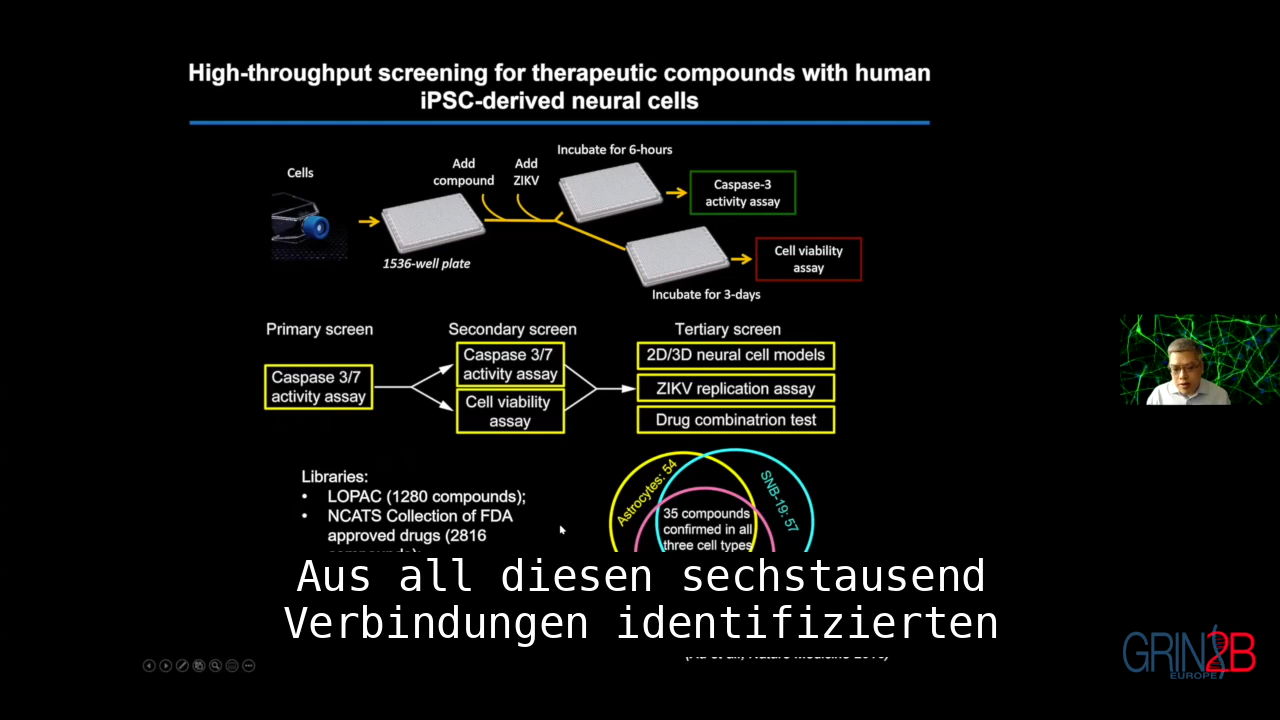 High-throughput screening for therapeutic compounds with human
iPSC-derived neural cells
Cells
Add
compound
Add
ZIKV
Incubate for 6-hours
Caspase-3
activity assay
1536-well plate
Cell viability
assay
Incubate for 3-days
Primary screen
Secondary screen
Tertiary screen
Caspase 3/7
activity assay
Caspase 3/7
activity assay
Cell viability
assay
2D/3D neural cell models
ZIKV replication assay
Drug combinatrion test
Libraries:
• LOPAC (1280 compounds);
• NCATS Collection of FDA
approved drugs (2816
Astrocytes: 54
SNB-19: 57
35 compounds
confirmed in all
three cell types
Aus all diesen sechstausend
Verbindungen identifizierten
GRIN2B
EUROPE